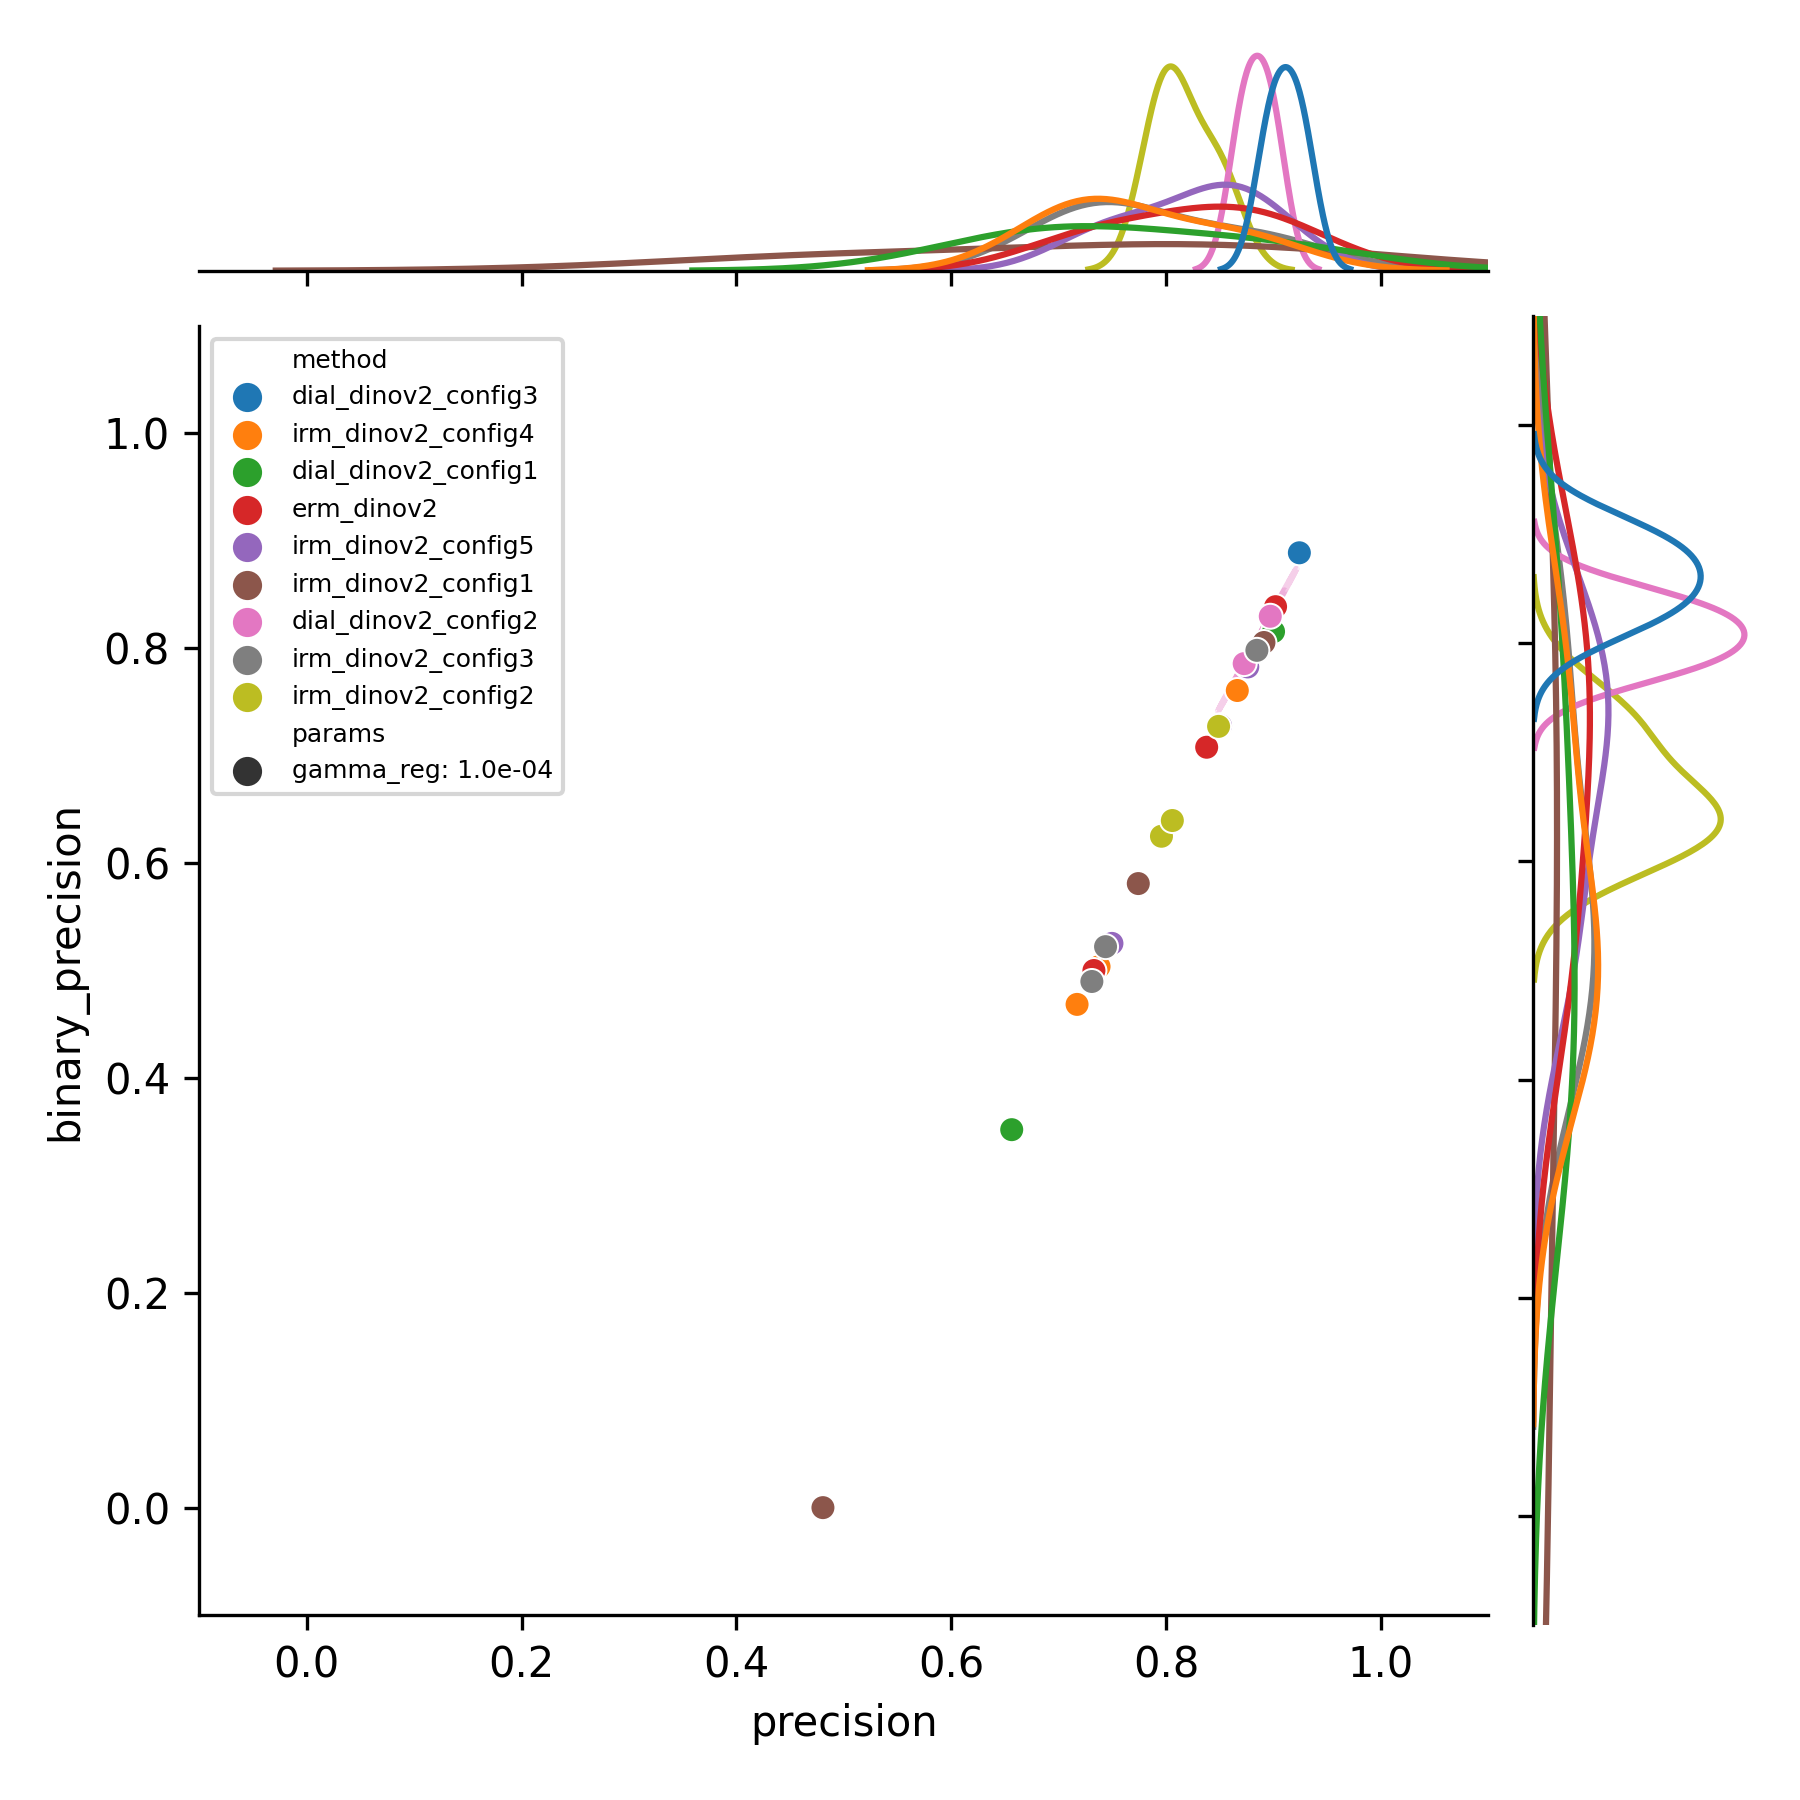 method
dial_dinov2_config3
irm_dinov2_config4
dial_dinov2_config1
erm_dinov2
irm_dinov2_config5
irm_dinov2_config1
dial_dinov2_config2
irm_dinov2_config3
irm_dinov2_config2
params
gamma_reg: 1.0e-04
binary_precision
1.0
0.8
0.6
0.4
0.2
0.0
0.0 0.2 0.4 0.6 0.8 1.0
precision